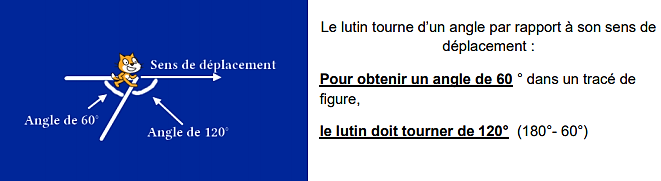 Sens de déplacement
Angle de 60°
Angle de 120°
Le lutin tourne d'un angle par rapport à son sens de
déplacement :
Pour obtenir un angle de 60 ° dans un tracé de
figure,
le lutin doit tourner de 120° (180°- 60°)